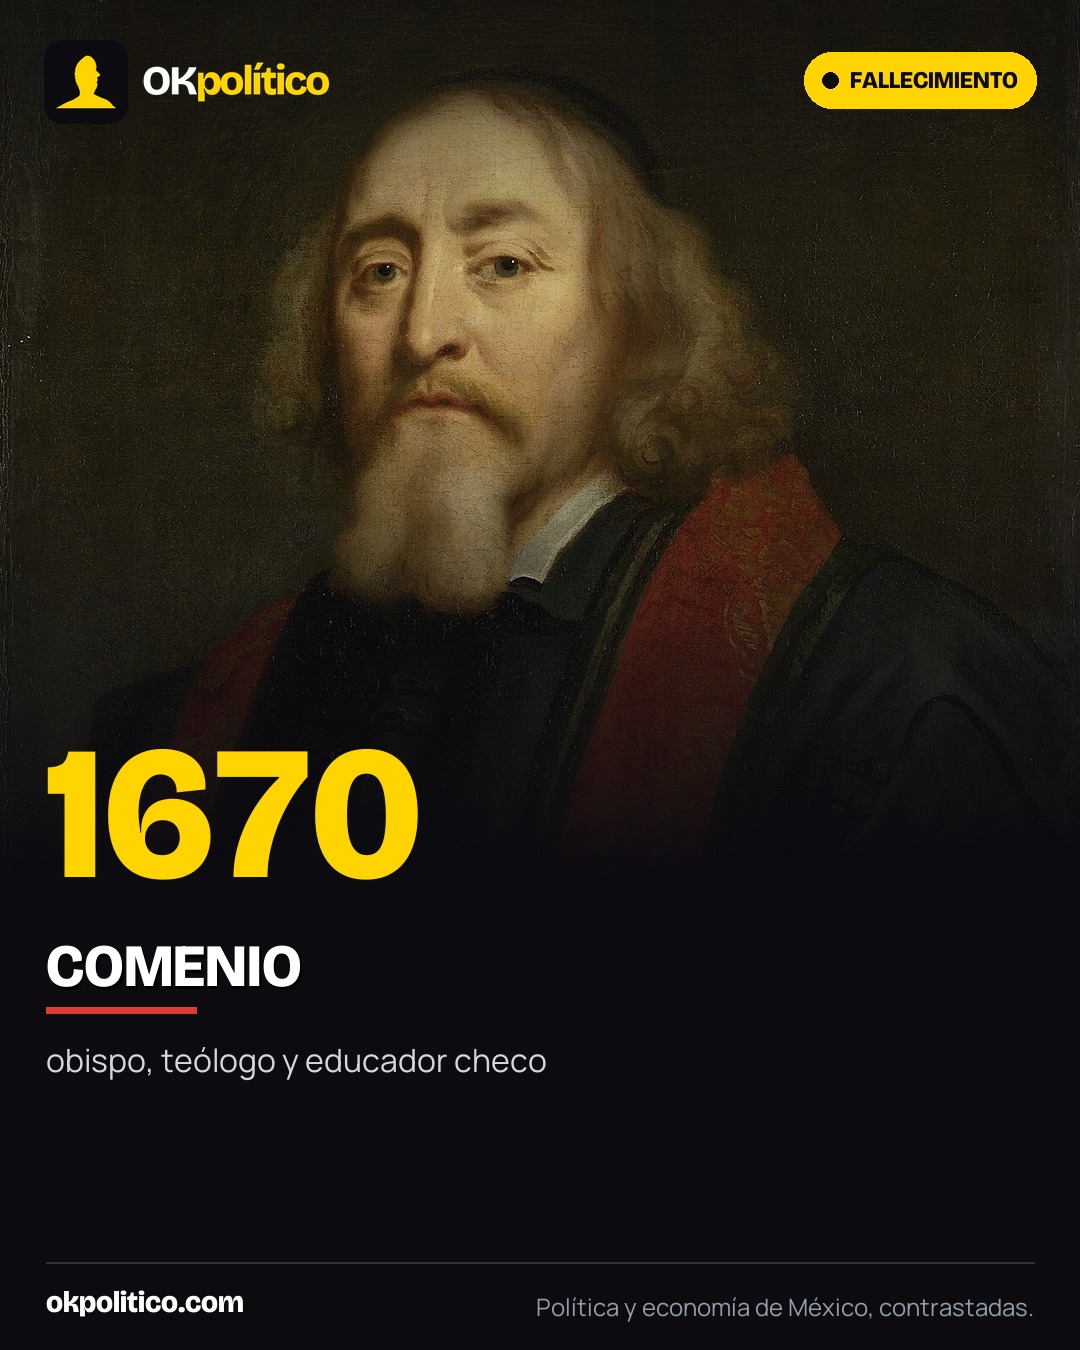 OKpolítico
FALLECIMIENTO
1670
COMENIO
obispo, teólogo y educador checo
okpolitico.com
Política y economía de México, contrastadas.